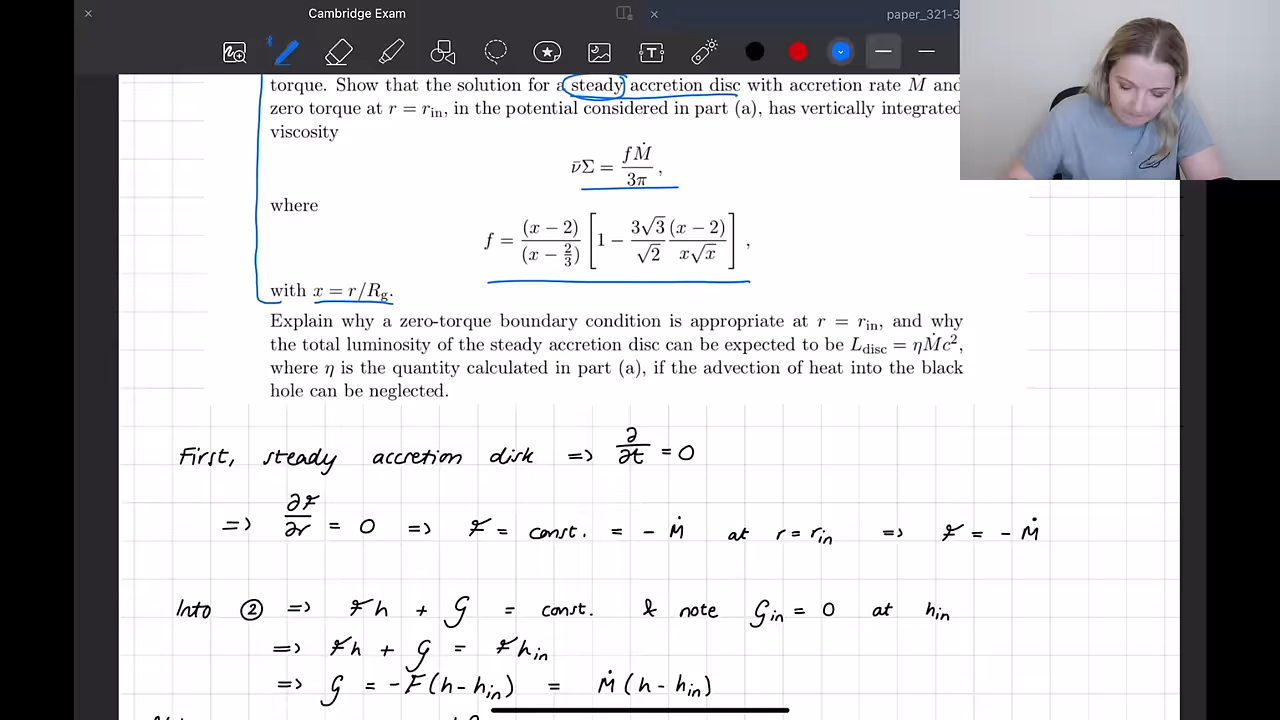 Cambridge Exam
paper_321-3
torque. Show that the solution for a steady accretion disc with accretion rate Ṁ and
zero torque at r = r_in, in the potential considered in part (a), has vertically integrated
viscosity
ν̄Σ = fṀ/3π ,
where
f = (x − 2)/(x − 2/3) [1 − 3√3/√2 (x − 2)/x√x] ,
with x = r/R_g.
Explain why a zero-torque boundary condition is appropriate at r = r_in, and why
the total luminosity of the steady accretion disc can be expected to be L_disc = ηṀc²,
where η is the quantity calculated in part (a), if the advection of heat into the black
hole can be neglected.
First, steady accretion disk => ∂/∂t = 0
=> ∂F/∂r = 0 => F = const. = - Ṁ at r = r_in => F = - Ṁ
Into ② => Fh + G = const. & note G_in = 0 at h_in
=> Fh + G = Fh_in
=> G = -F(h - h_in) = Ṁ(h - h_in)